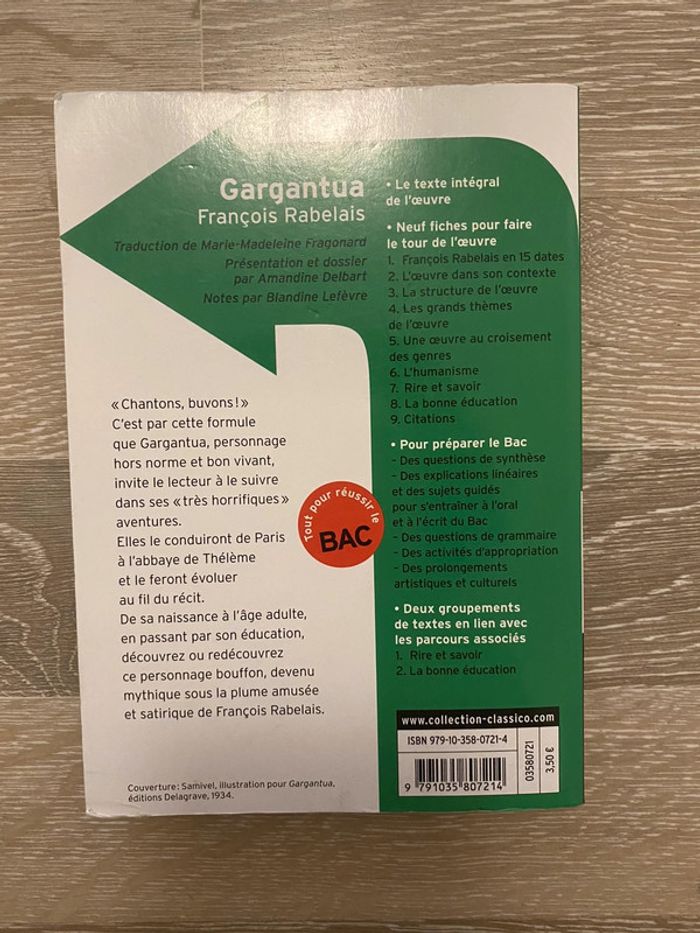 Gargantua
François Rabelais
Traduction de Marie-Madeleine Fragonard
Présentation et dossier
par Amandine Delbart
Notes par Blandine Lefèvre
« Chantons, buvons ! »
C'est par cette formule
que Gargantua, personnage
hors norme et bon vivant,
invite le lecteur à le suivre
dans ses « très horrifiques »
aventures.
Elles le conduiront de Paris
à l'abbaye de Thélème
et le feront évoluer
au fil du récit.
De sa naissance à l'âge adulte,
en passant par son éducation,
découvrez ou redécouvrez
ce personnage bouffon, devenu
mythique sous la plume amusée
et satirique de François Rabelais.
Couverture : Samivel, illustration pour Gargantua,
éditions Delagrave, 1934.
Tout pour réussir le
BAC
• Le texte intégral
de l'œuvre
• Neuf fiches pour faire
le tour de l'œuvre
1. François Rabelais en 15 dates
2. L'œuvre dans son contexte
3. La structure de l'œuvre
4. Les grands thèmes
de l'œuvre
5. Une œuvre au croisement
des genres
6. L'humanisme
7. Rire et savoir
8. La bonne éducation
9. Citations
• Pour préparer le Bac
– Des questions de synthèse
– Des explications linéaires
et des sujets guidés
pour s'entraîner à l'oral
et à l'écrit du Bac
– Des questions de grammaire
– Des activités d'appropriation
– Des prolongements
artistiques et culturels
• Deux groupements
de textes en lien avec
les parcours associés
1. Rire et savoir
2. La bonne éducation
www.collection-classico.com
ISBN 979-10-358-0721-4
9 791035 807214
03580721
3,50 €